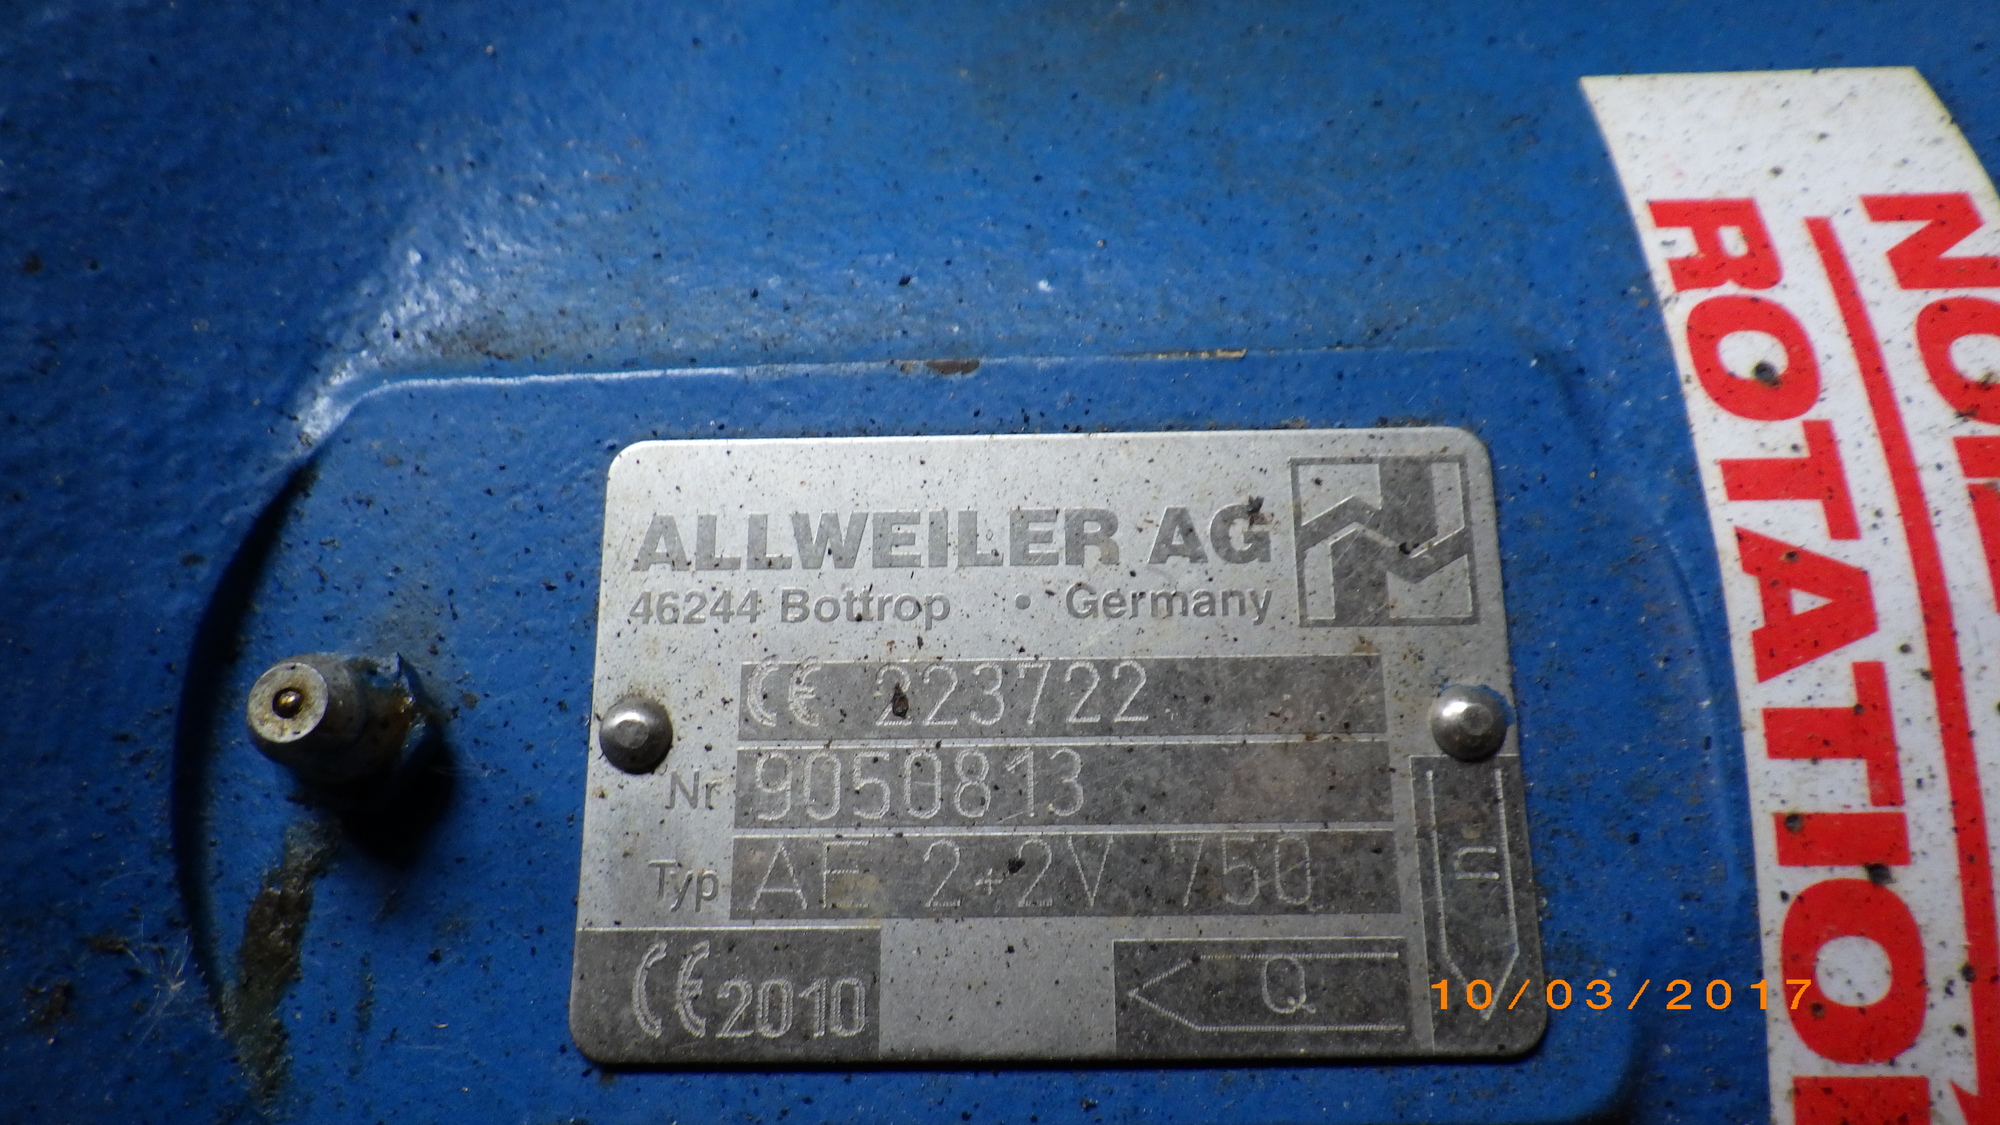 ALLWEILER AG
46244 Bottrop • Germany
CE 223722
Nr 9050813
Typ AE 2+2V 750
CE 2010
Q
n
ROTATION
10/03/2017